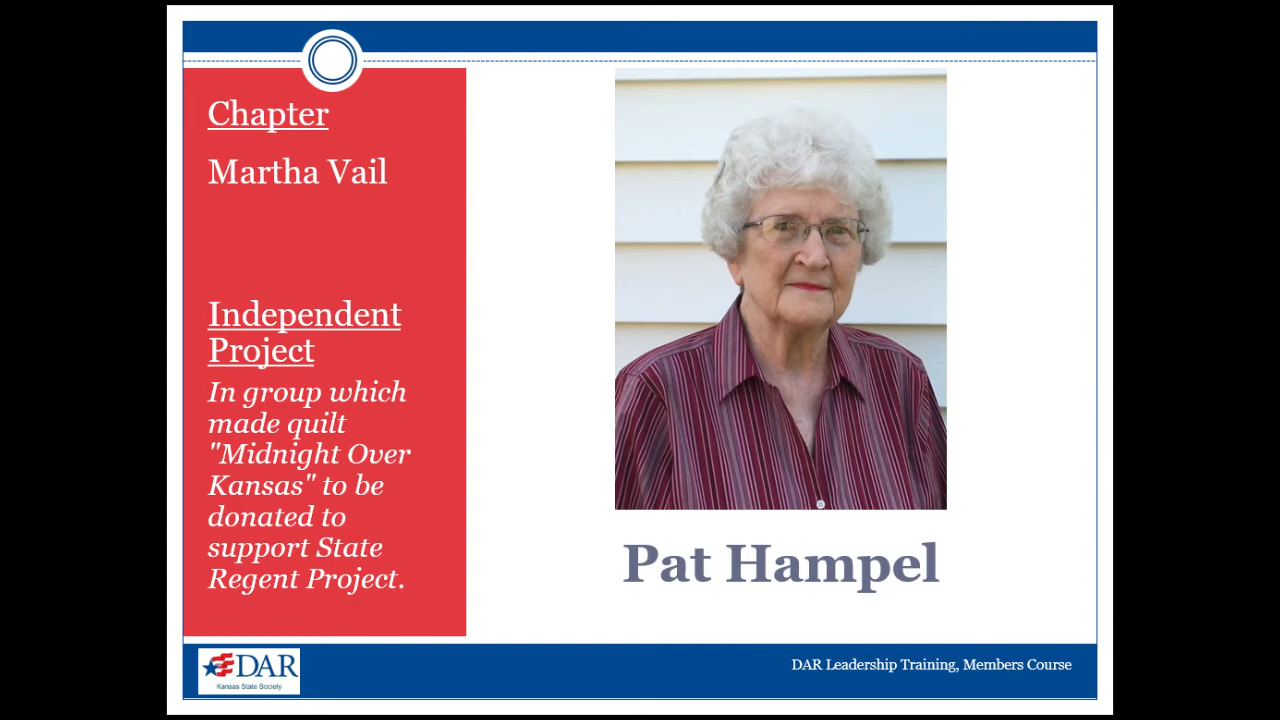 Chapter
Martha Vail
Independent
Project
In group which
made quilt
"Midnight Over
Kansas" to be
donated to
support State
Regent Project.
Pat Hampel
DAR
Kansas State Society
DAR Leadership Training, Members Course